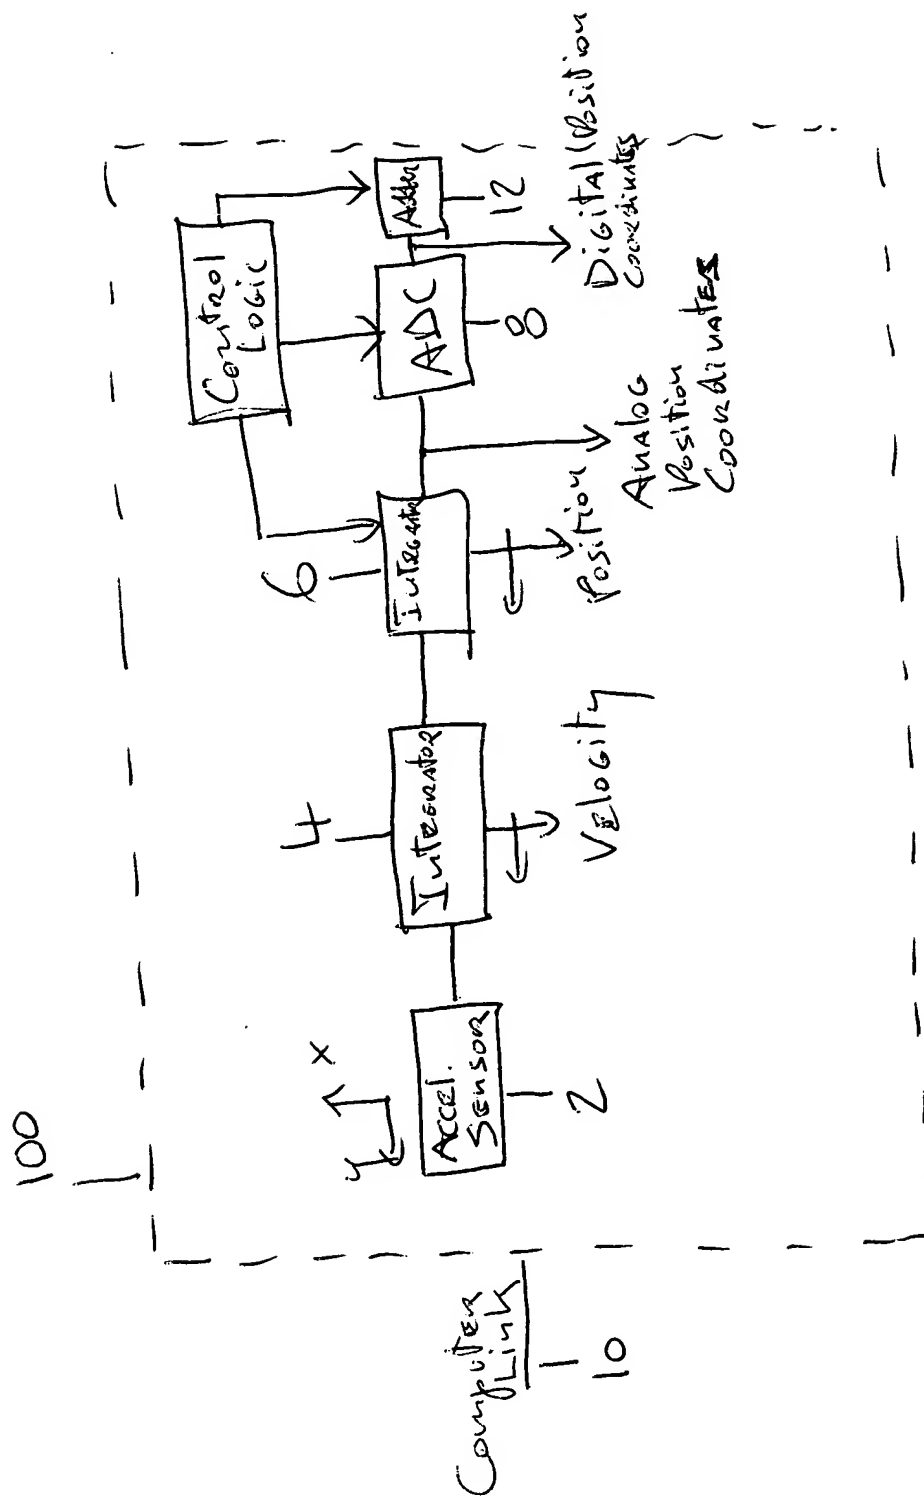 100
Computer
Link
10
y
x
Accel.
Sensor
2
4
Integrator
Velogity
6
Integrator
Position
Control
Logic
ADC
8
Adder
12
Analog
Position
Coordinates
Digital Position
Coordinates